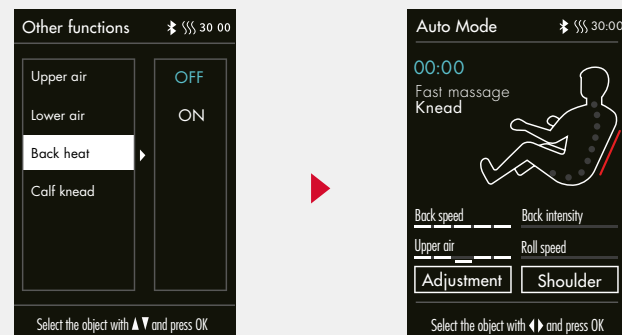 Other functions 30 00
Upper air OFF
Lower air ON
Back heat
Calf knead
Select the object with ▲▼ and press OK
Auto Mode 30:00
00:00
Fast massage
Knead
Back speed Back intensity
Upper air Roll speed
Adjustment Shoulder
Select the object with ◀▶ and press OK